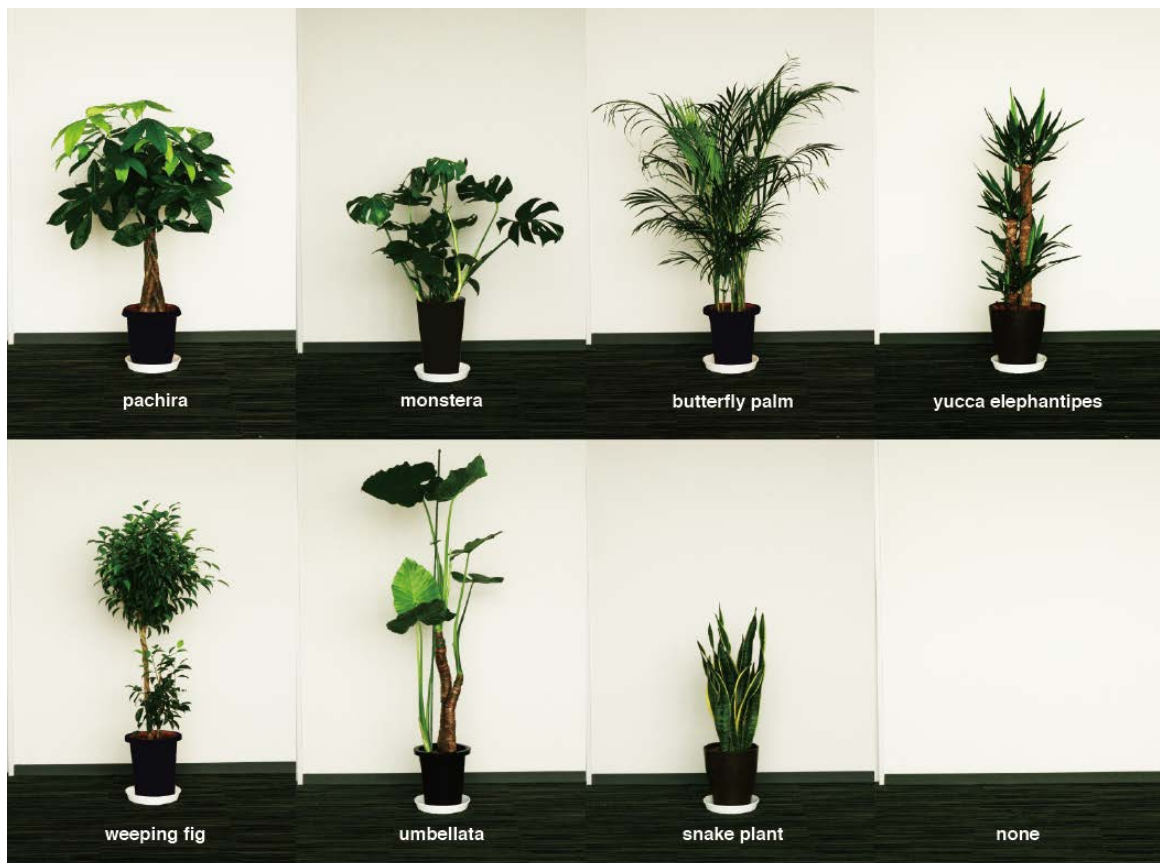 pachira
monstera
butterfly palm
yucca elephantipes
weeping fig
umbellata
snake plant
none